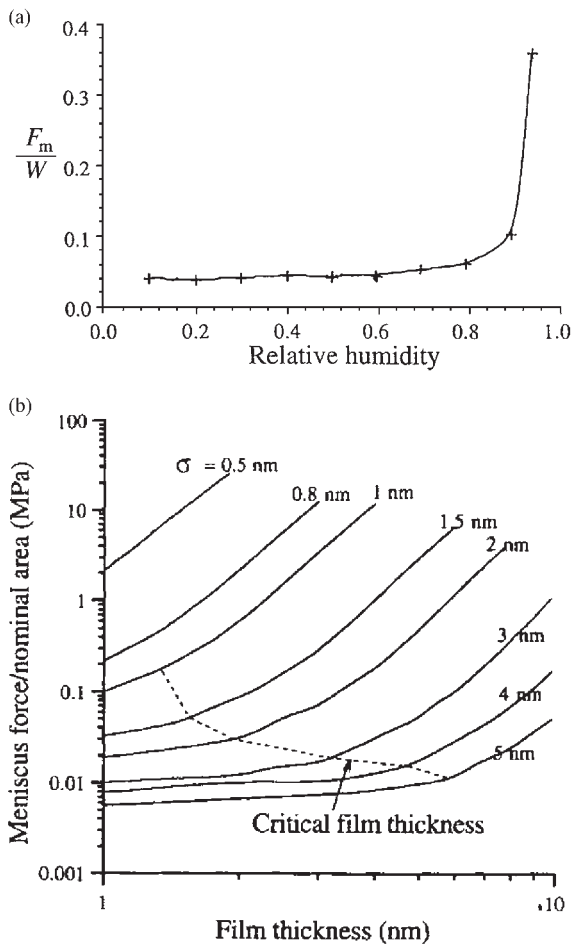 (a)
0.4
0.3
0.2
0.1
0.0
F_m
W
0.0 0.2 0.4 0.6 0.8 1.0
Relative humidity
(b)
100
10
1
0.1
0.01
0.001
Meniscus force/nominal area (MPa)
σ = 0.5 nm
0.8 nm
1 nm
1.5 nm
2 nm
3 nm
4 nm
5 nm
Critical film thickness
1 10
Film thickness (nm)